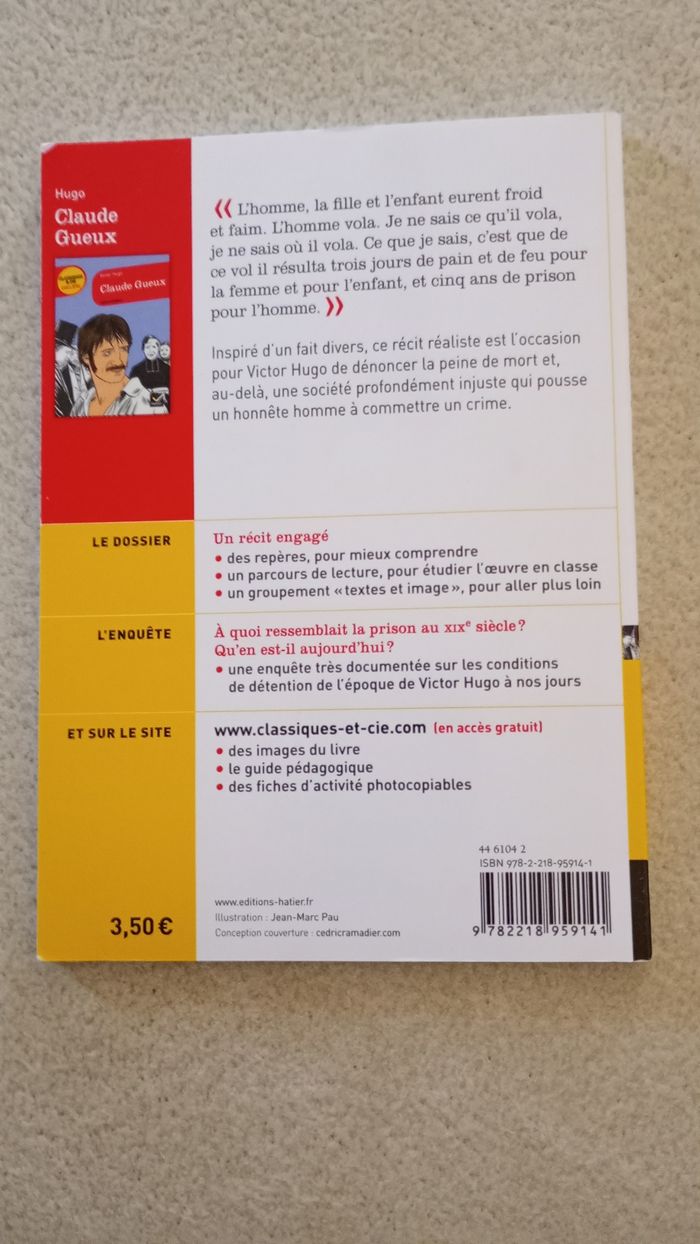 Hugo
Claude
Gueux
Claude Gueux
« L'homme, la fille et l'enfant eurent froid
et faim. L'homme vola. Je ne sais ce qu'il vola,
je ne sais où il vola. Ce que je sais, c'est que de
ce vol il résulta trois jours de pain et de feu pour
la femme et pour l'enfant, et cinq ans de prison
pour l'homme. »
Inspiré d'un fait divers, ce récit réaliste est l'occasion
pour Victor Hugo de dénoncer la peine de mort et,
au-delà, une société profondément injuste qui pousse
un honnête homme à commettre un crime.
LE DOSSIER
Un récit engagé
• des repères, pour mieux comprendre
• un parcours de lecture, pour étudier l'œuvre en classe
• un groupement « textes et image », pour aller plus loin
L'ENQUÊTE
À quoi ressemblait la prison au XIXe siècle ?
Qu'en est-il aujourd'hui ?
• une enquête très documentée sur les conditions
de détention de l'époque de Victor Hugo à nos jours
ET SUR LE SITE
www.classiques-et-cie.com (en accès gratuit)
• des images du livre
• le guide pédagogique
• des fiches d'activité photocopiables
44 6104 2
ISBN 978-2-218-95914-1
9 782218 959141
www.editions-hatier.fr
Illustration : Jean-Marc Pau
Conception couverture : cedricramadier.com
3,50 €